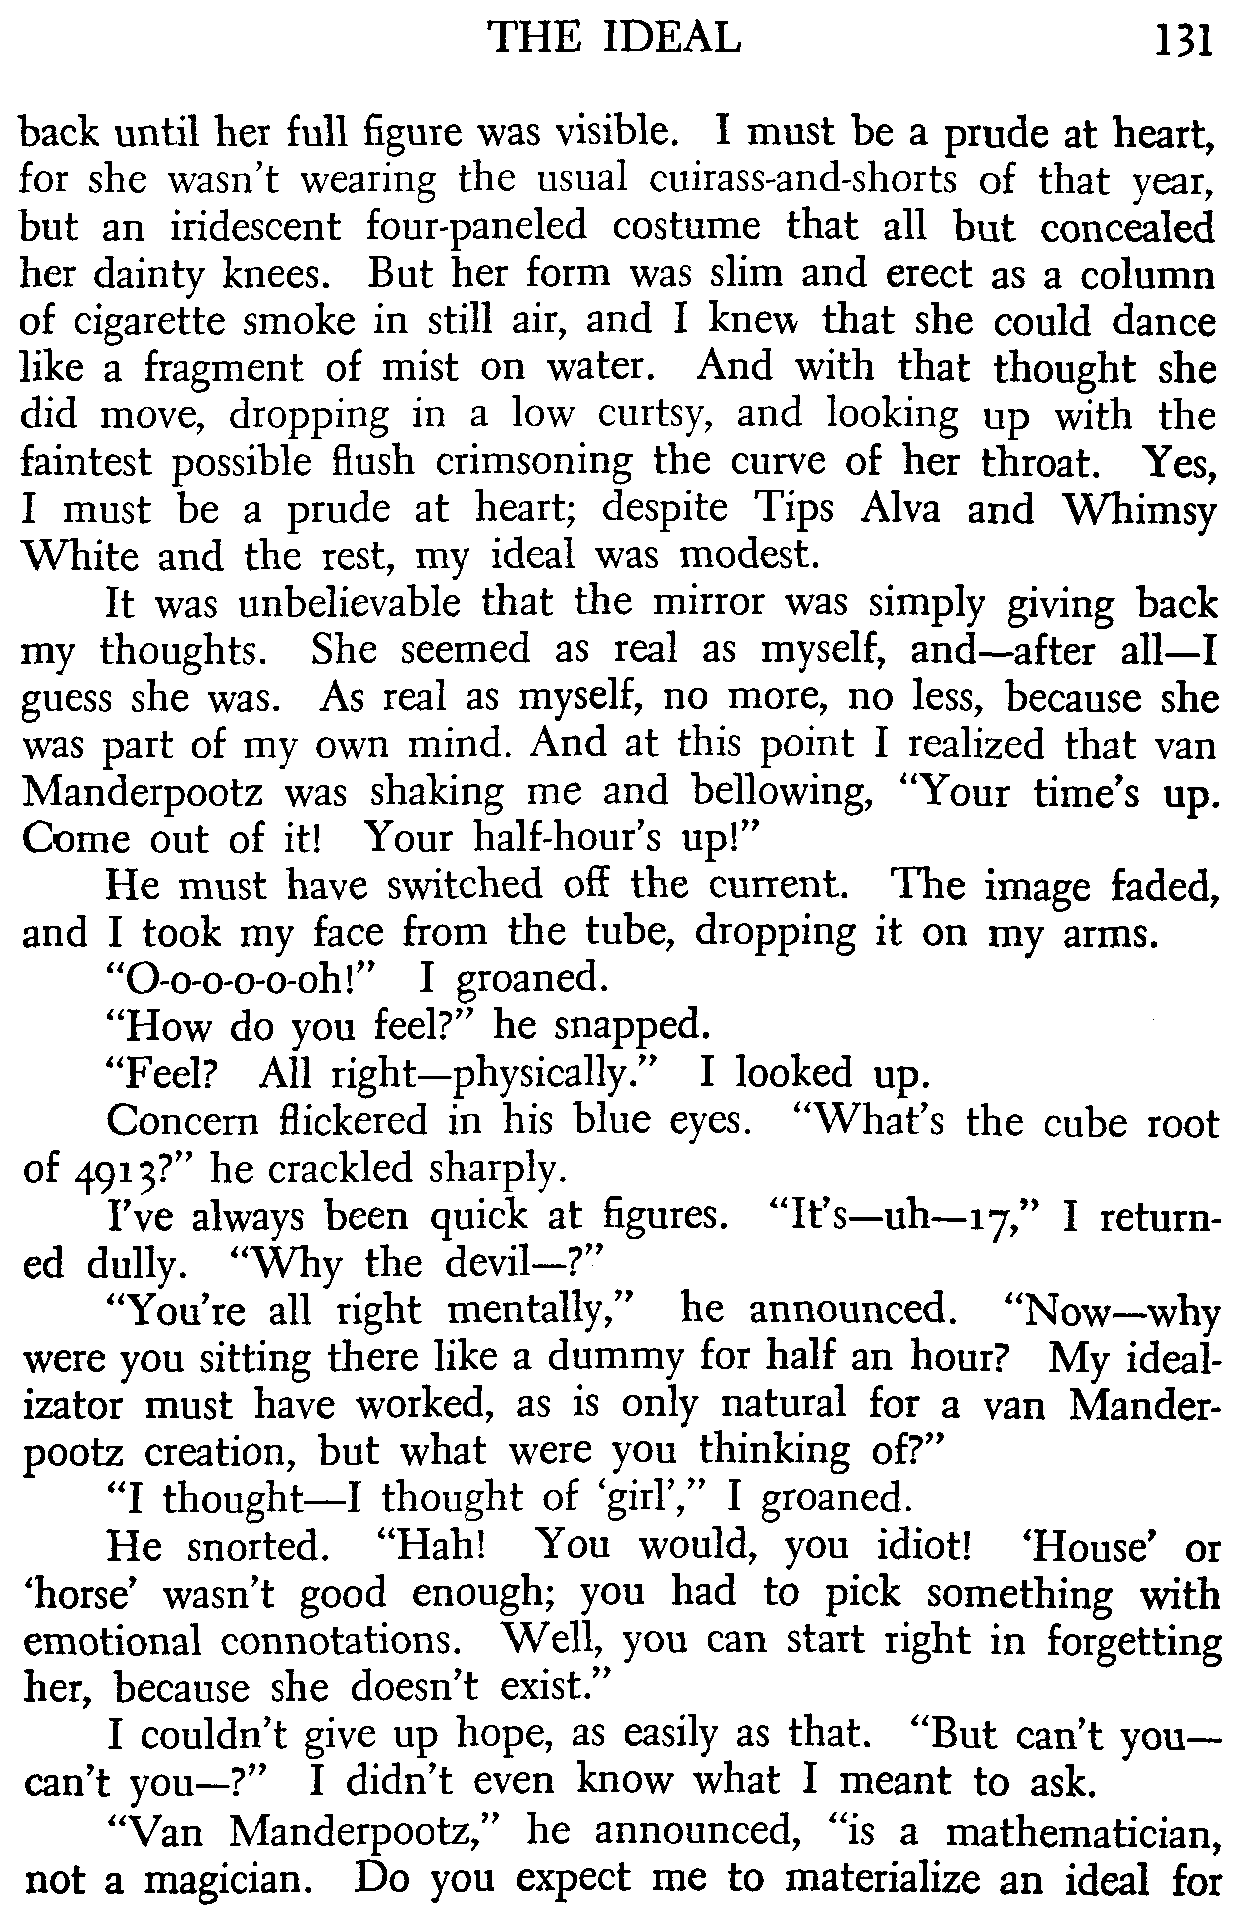 THE IDEAL 131
back until her full figure was visible. I must be a prude at heart,
for she wasn't wearing the usual cuirass-and-shorts of that year,
but an iridescent four-paneled costume that all but concealed
her dainty knees. But her form was slim and erect as a column
of cigarette smoke in still air, and I knew that she could dance
like a fragment of mist on water. And with that thought she
did move, dropping in a low curtsy, and looking up with the
faintest possible flush crimsoning the curve of her throat. Yes,
I must be a prude at heart; despite Tips Alva and Whimsy
White and the rest, my ideal was modest.
It was unbelievable that the mirror was simply giving back
my thoughts. She seemed as real as myself, and—after all—I
guess she was. As real as myself, no more, no less, because she
was part of my own mind. And at this point I realized that van
Manderpootz was shaking me and bellowing, “Your time's up.
Come out of it! Your half-hour's up!”
He must have switched off the current. The image faded,
and I took my face from the tube, dropping it on my arms.
“O-o-o-o-o-oh!” I groaned.
“How do you feel?” he snapped.
“Feel? All right—physically.” I looked up.
Concern flickered in his blue eyes. “What's the cube root
of 4913?” he crackled sharply.
I've always been quick at figures. “It's—uh—17,” I return-
ed dully. “Why the devil—?”
“You're all right mentally,” he announced. “Now—why
were you sitting there like a dummy for half an hour? My ideal-
izator must have worked, as is only natural for a van Mander-
pootz creation, but what were you thinking of?”
“I thought—I thought of ‘girl’,” I groaned.
He snorted. “Hah! You would, you idiot! ‘House’ or
‘horse’ wasn't good enough; you had to pick something with
emotional connotations. Well, you can start right in forgetting
her, because she doesn't exist.”
I couldn't give up hope, as easily as that. “But can't you—
can't you—?” I didn't even know what I meant to ask.
“Van Manderpootz,” he announced, “is a mathematician,
not a magician. Do you expect me to materialize an ideal for